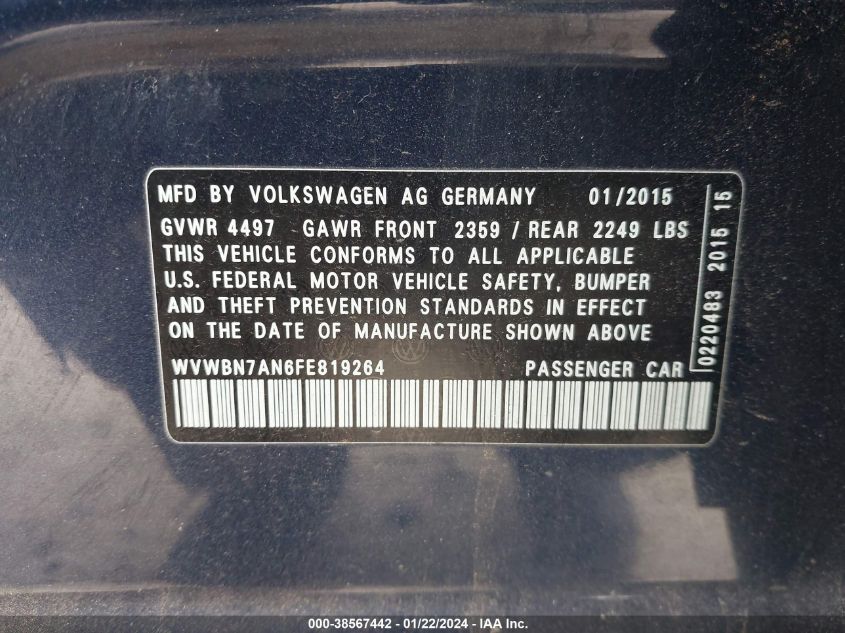 MFD BY VOLKSWAGEN AG GERMANY 01/2015
GVWR 4497 GAWR FRONT 2359 / REAR 2249 LBS
THIS VEHICLE CONFORMS TO ALL APPLICABLE
U.S. FEDERAL MOTOR VEHICLE SAFETY, BUMPER
AND THEFT PREVENTION STANDARDS IN EFFECT
ON THE DATE OF MANUFACTURE SHOWN ABOVE
WVWBN7AN6FE819264 PASSENGER CAR
0220483 2015 15
000-38567442 / 01/22/2024 - IAA Inc.